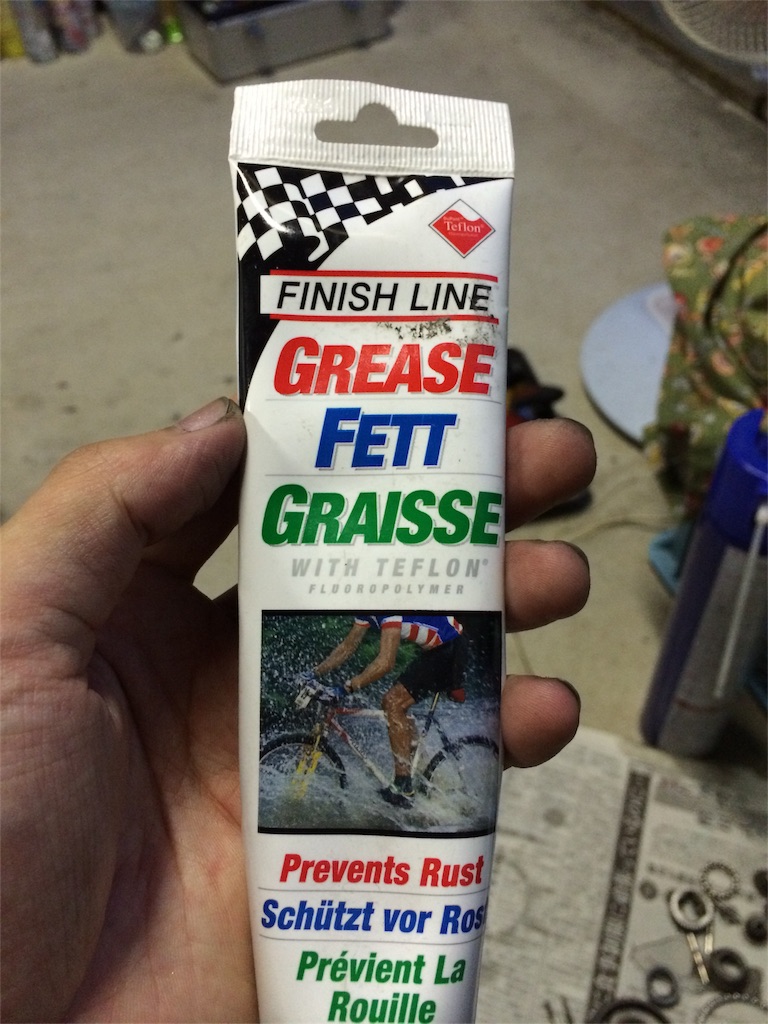 Teflon®
FINISH LINE
GREASE
FETT
GRAISSE
WITH TEFLON®
FLUOROPOLYMER
Prevents Rust
Schützt vor Ros
Prévient La
Rouille